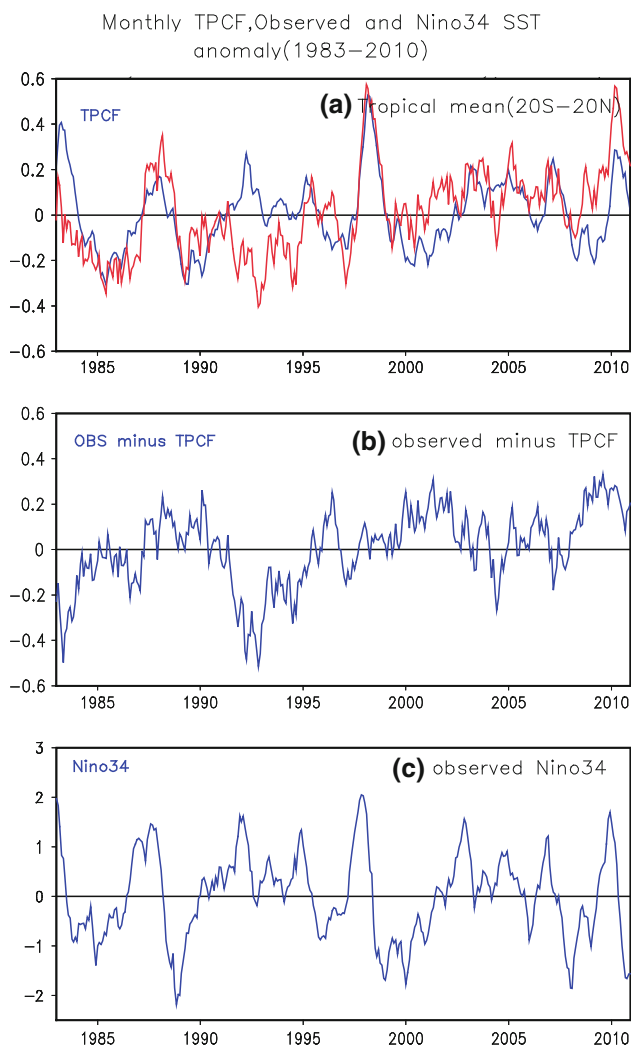 Monthly TPCF,Observed and Nino34 SST
anomaly(1983−2010)
0.6
TPCF
(a) Tropical mean(20S−20N)
0.4
0.2
0
−0.2
−0.4
−0.6
1985 1990 1995 2000 2005 2010
0.6
OBS minus TPCF
(b) observed minus TPCF
0.4
0.2
0
−0.2
−0.4
−0.6
1985 1990 1995 2000 2005 2010
3
Nino34
(c) observed Nino34
2
1
0
−1
−2
1985 1990 1995 2000 2005 2010